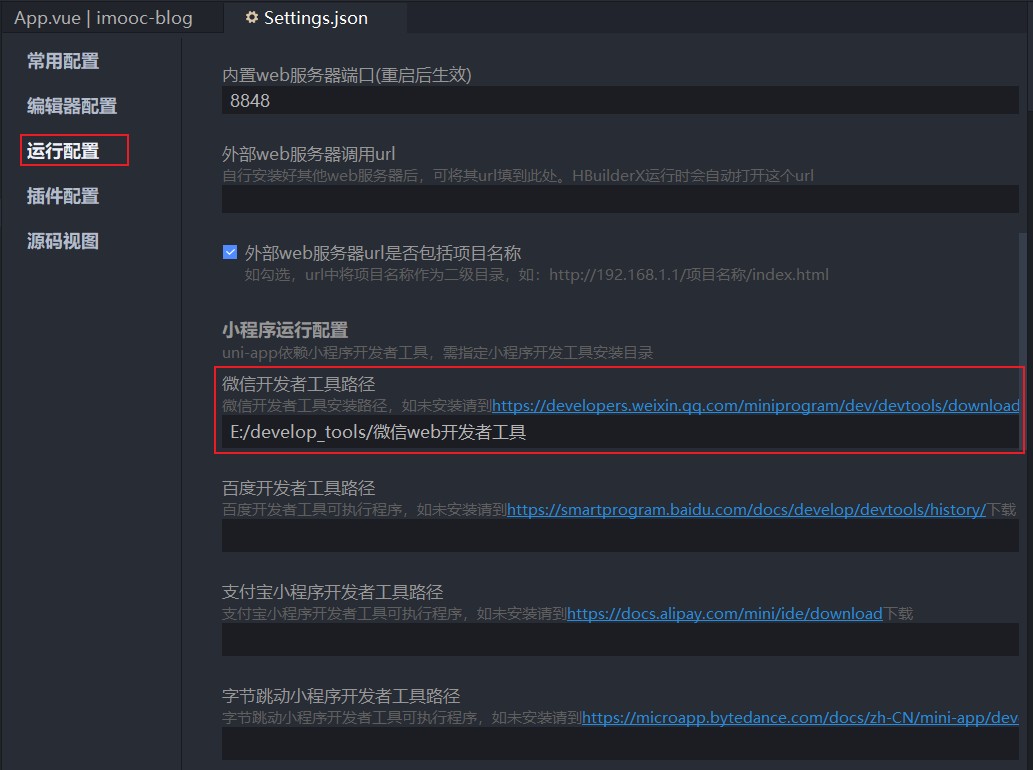 App.vue | imooc-blog
Settings.json
常用配置
编辑器配置
运行配置
插件配置
源码视图
内置web服务器端口(重启后生效)
8848
外部web服务器调用url
自行安装好其他web服务器后，可将其url填到此处。HBuilderX运行时会自动打开这个url
外部web服务器url是否包括项目名称
如勾选，url中将项目名称作为二级目录，如：http://192.168.1.1/项目名称/index.html
小程序运行配置
uni-app依赖小程序开发者工具，需指定小程序开发工具安装目录
微信开发者工具路径
微信开发者工具安装路径，如未安装请到https://developers.weixin.qq.com/miniprogram/dev/devtools/download
E:/develop_tools/微信web开发者工具
百度开发者工具路径
百度开发者工具可执行程序，如未安装请到https://smartprogram.baidu.com/docs/develop/devtools/history/下载
支付宝小程序开发者工具路径
支付宝小程序开发者工具可执行程序，如未安装请到https://docs.alipay.com/mini/ide/download下载
字节跳动小程序开发者工具路径
字节跳动小程序开发者工具可执行程序，如未安装请到https://microapp.bytedance.com/docs/zh-CN/mini-app/dev